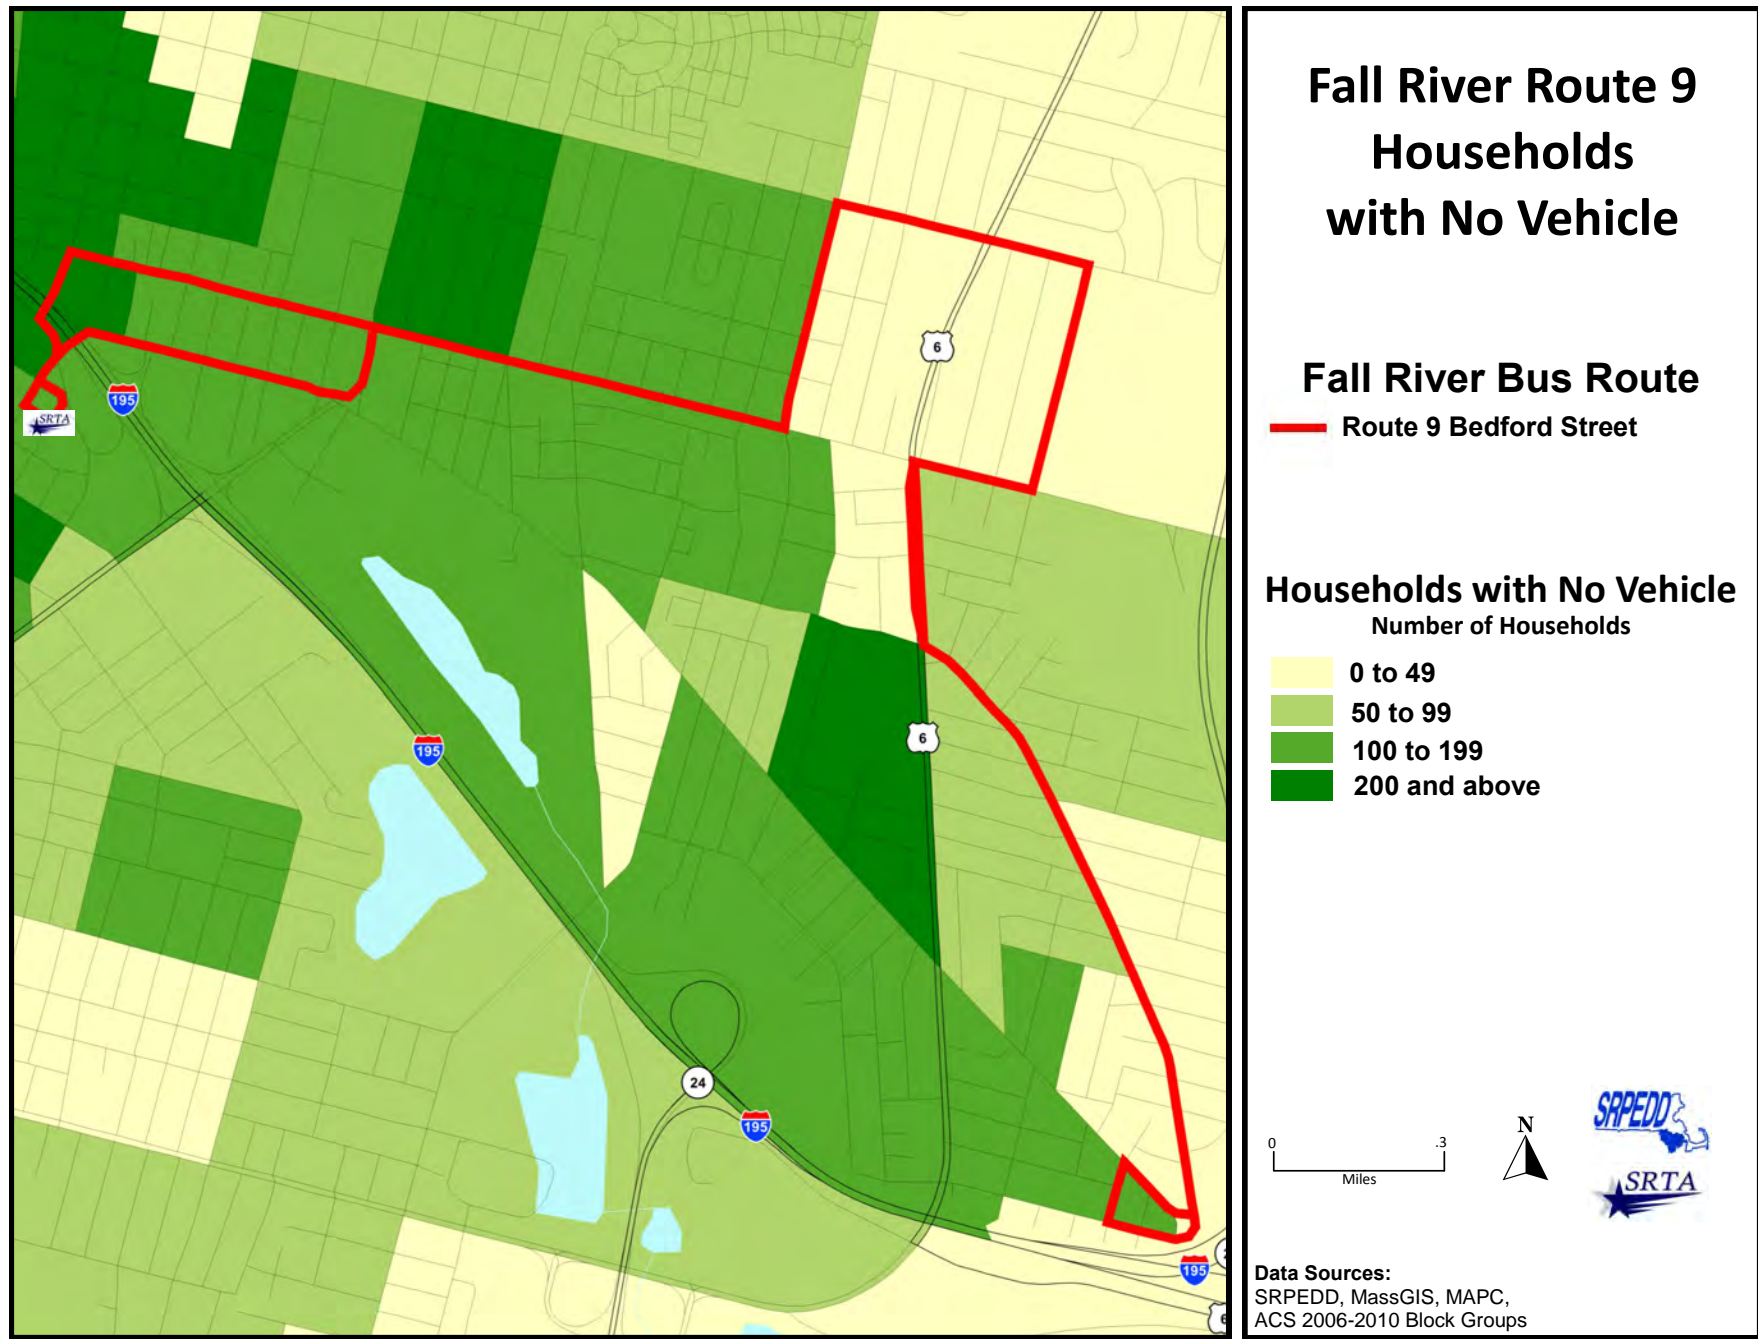 Fall River Route 9
Households
with No Vehicle
Fall River Bus Route
Route 9 Bedford Street
Households with No Vehicle
Number of Households
0 to 49
50 to 99
100 to 199
200 and above
0 .3
Miles
N
SRPEDD
SRTA
Data Sources:
SRPEDD, MassGIS, MAPC,
ACS 2006-2010 Block Groups
6
195
SRTA
6
195
24
195
195
6